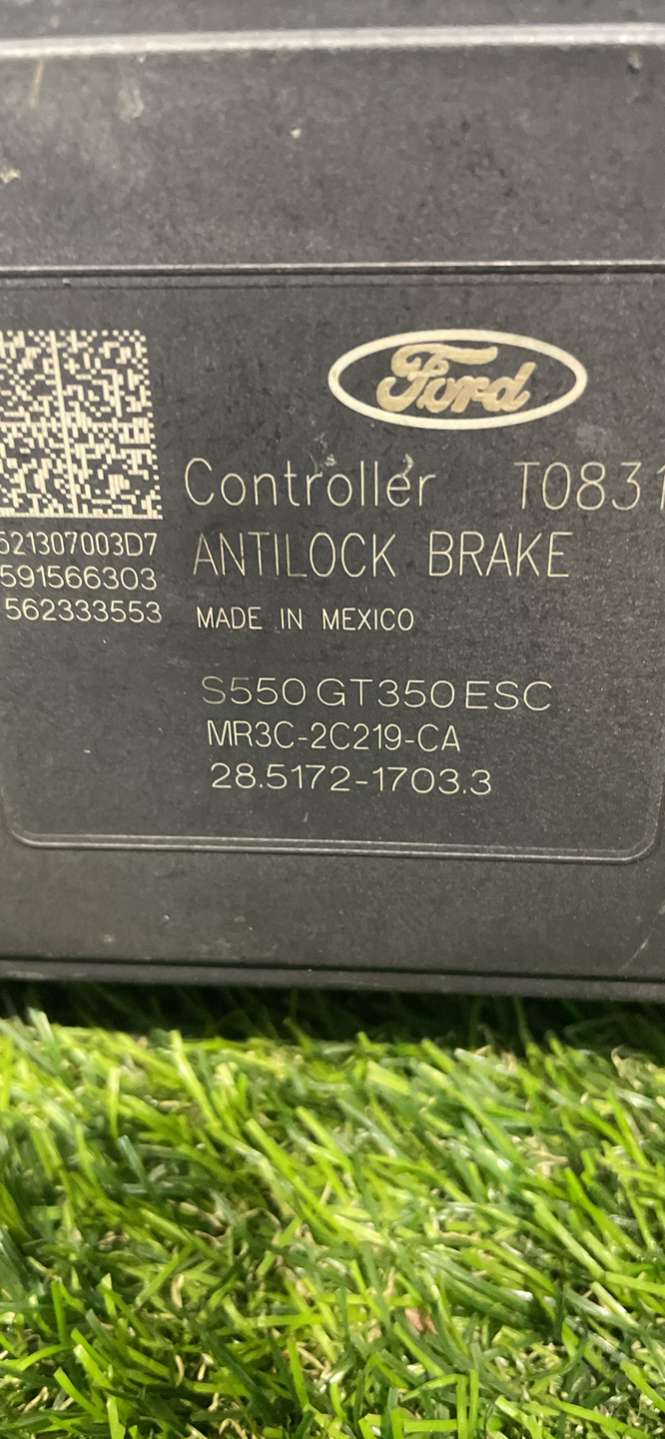 Ford
Controller T0831
ANTILOCK BRAKE
MADE IN MEXICO
621307003D7
591566303
562333553
S550 GT350 ESC
MR3C-2C219-CA
28.5172-1703.3